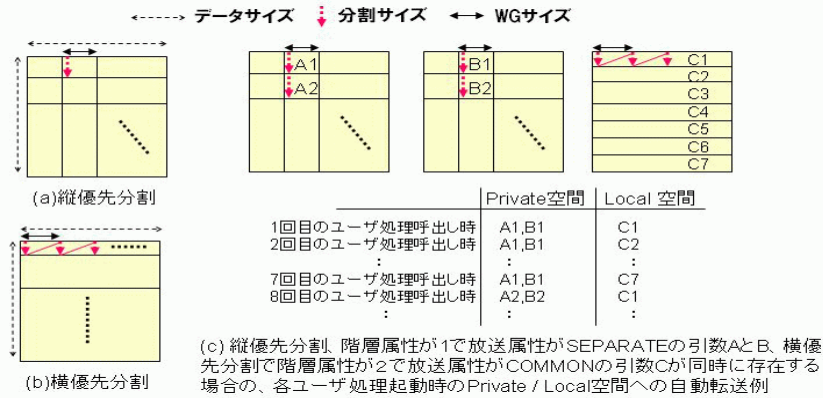 データサイズ 分割サイズ WGサイズ
A1
A2
B1
B2
C1
C2
C3
C4
C5
C6
C7
(a)縦優先分割
(b)横優先分割
Private空間 Local 空間
1回目のユーザ処理呼出し時 A1,B1 C1
2回目のユーザ処理呼出し時 A1,B1 C2
: : :
7回目のユーザ処理呼出し時 A1,B1 C7
8回目のユーザ処理呼出し時 A2,B2 C1
: : :
(c) 縦優先分割、階層属性が1で放送属性がSEPARATEの引数AとB、横優
先分割で階層属性が2で放送属性がCOMMONの引数Cが同時に存在する
場合の、各ユーザ処理起動時のPrivate / Local空間への自動転送例